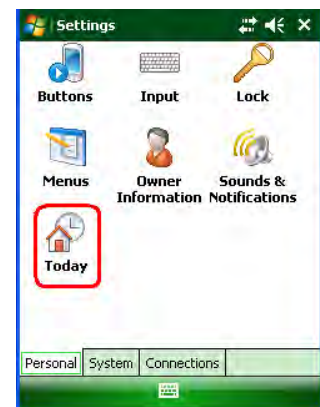 Settings
Buttons Input Lock
Menus Owner Information Sounds & Notifications
Today
Personal System Connections